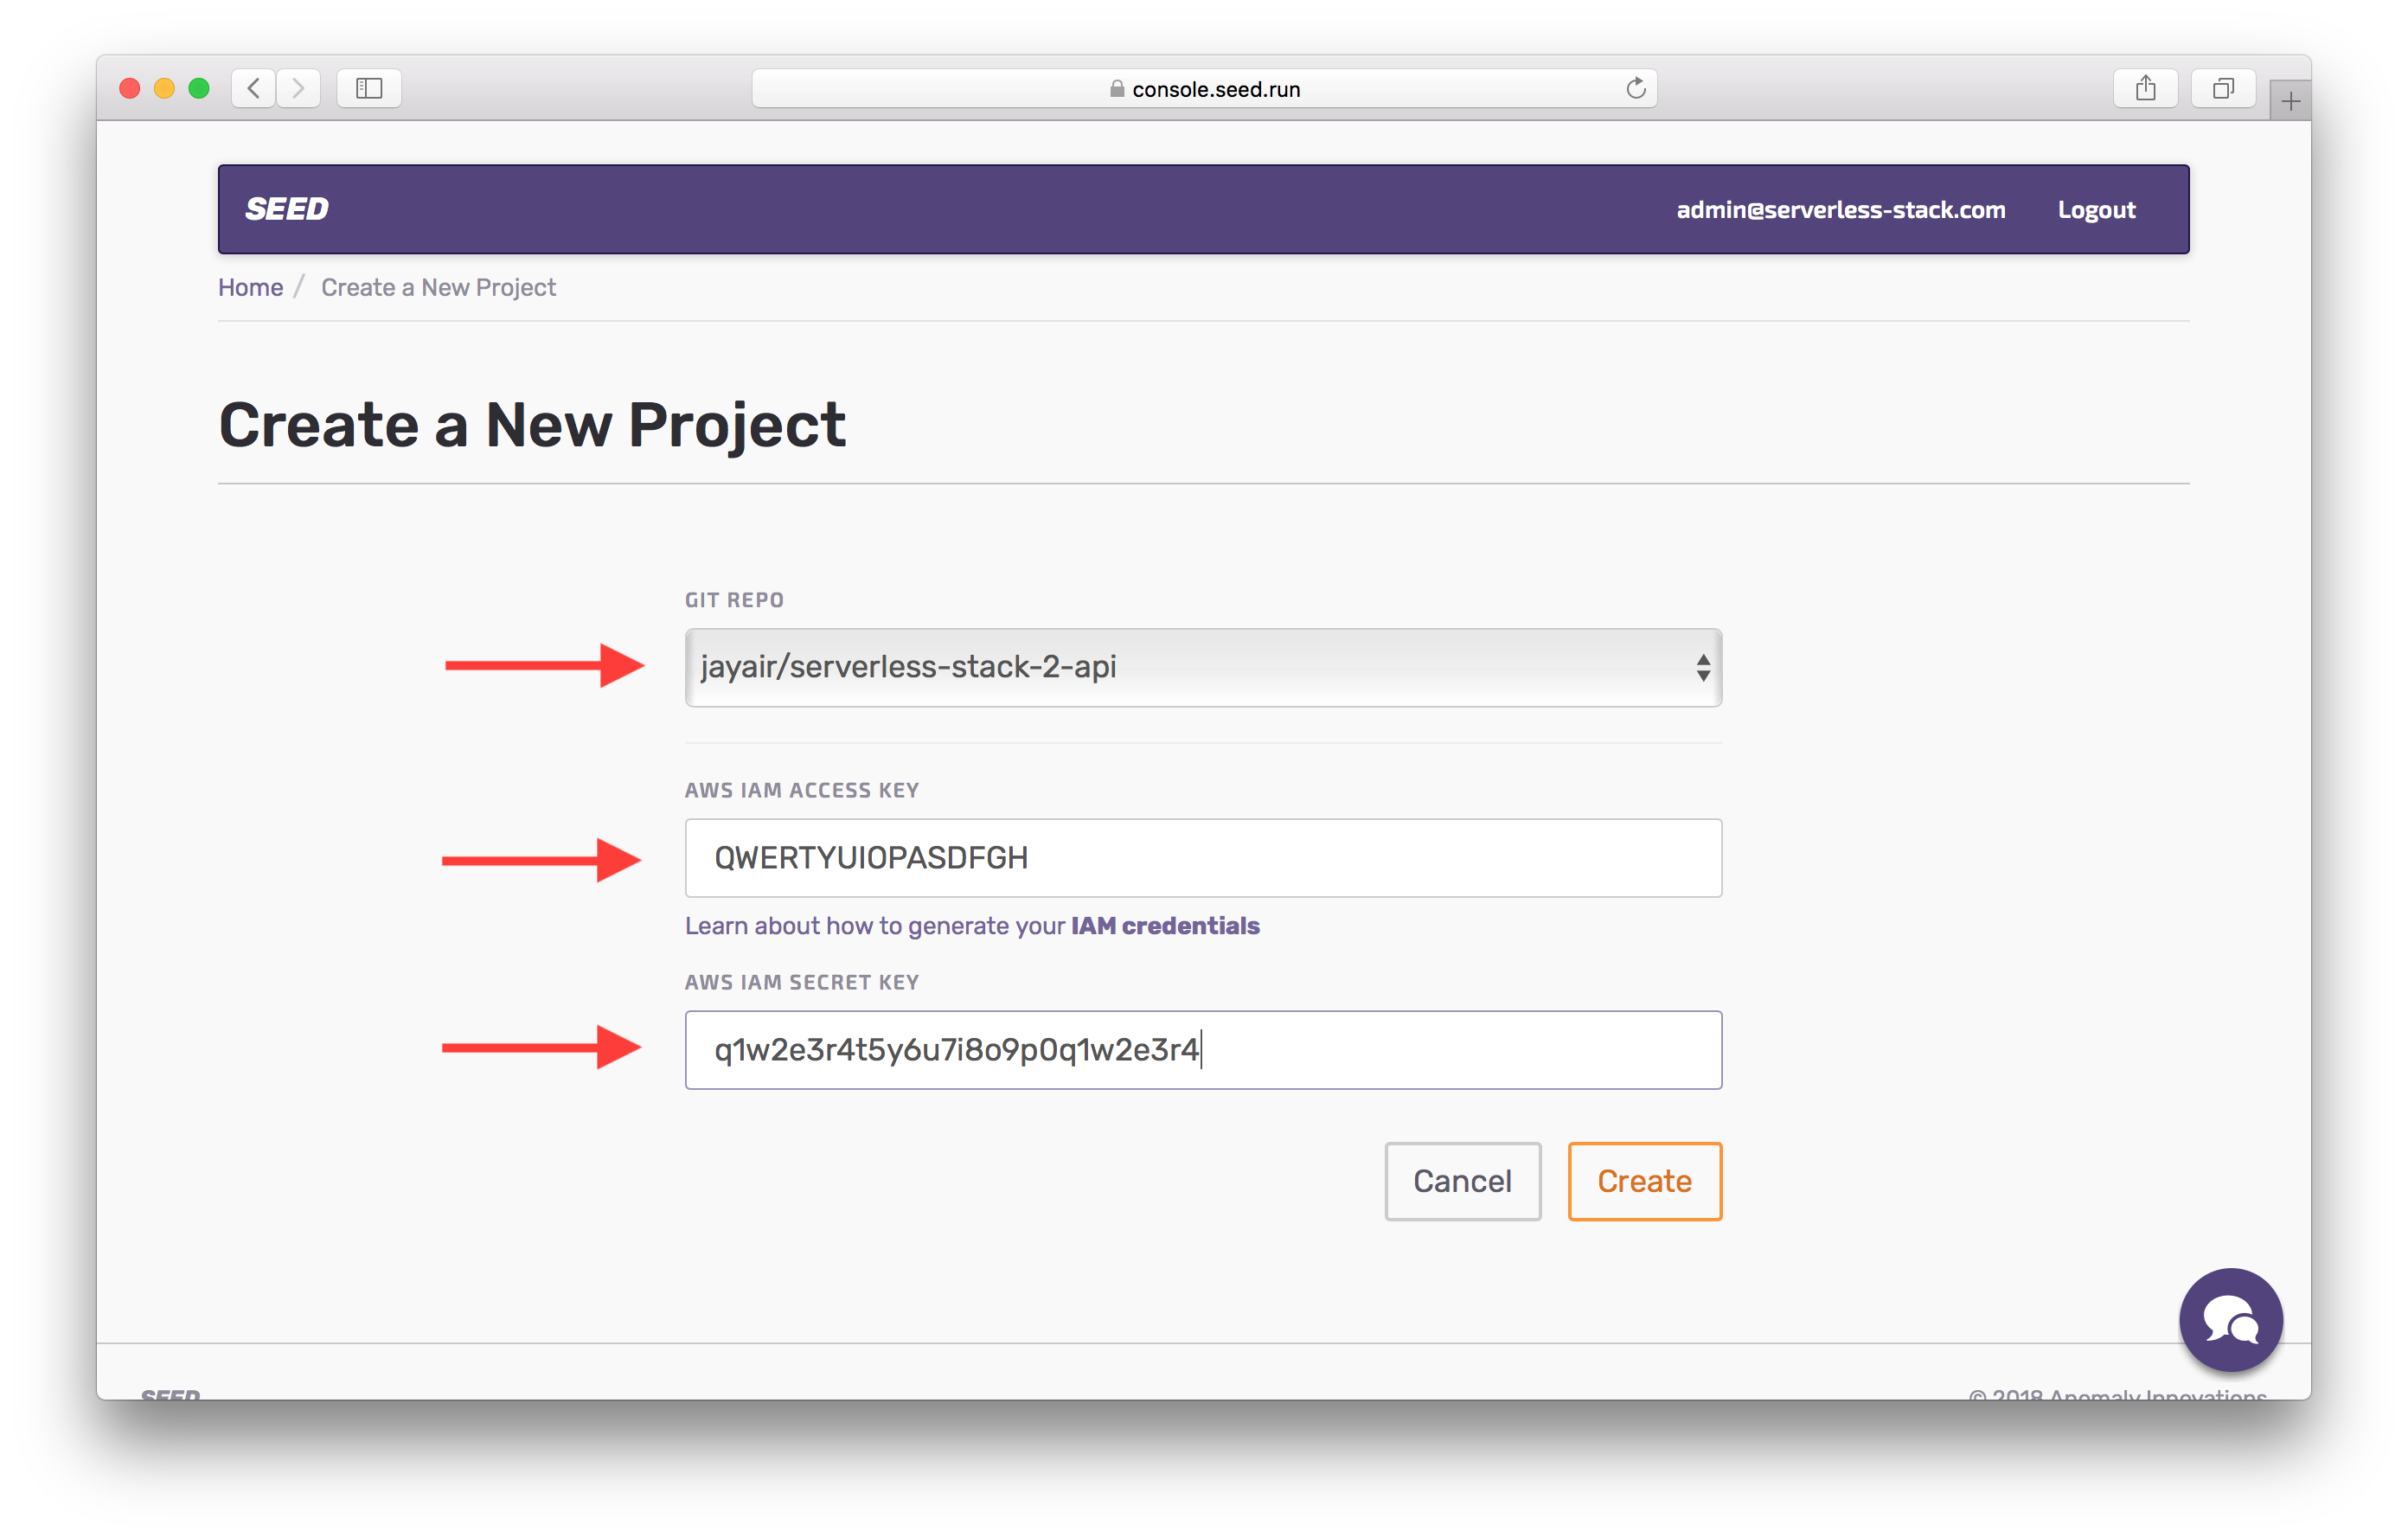 console.seed.run
SEED
admin@serverless-stack.com Logout
Home / Create a New Project
Create a New Project
GIT REPO
jayair/serverless-stack-2-api
AWS IAM ACCESS KEY
QWERTYUIOPASDFGH
Learn about how to generate your IAM credentials
AWS IAM SECRET KEY
q1w2e3r4t5y6u7i8o9p0q1w2e3r4
Cancel Create
SEED © 2018 Anomaly Innovations